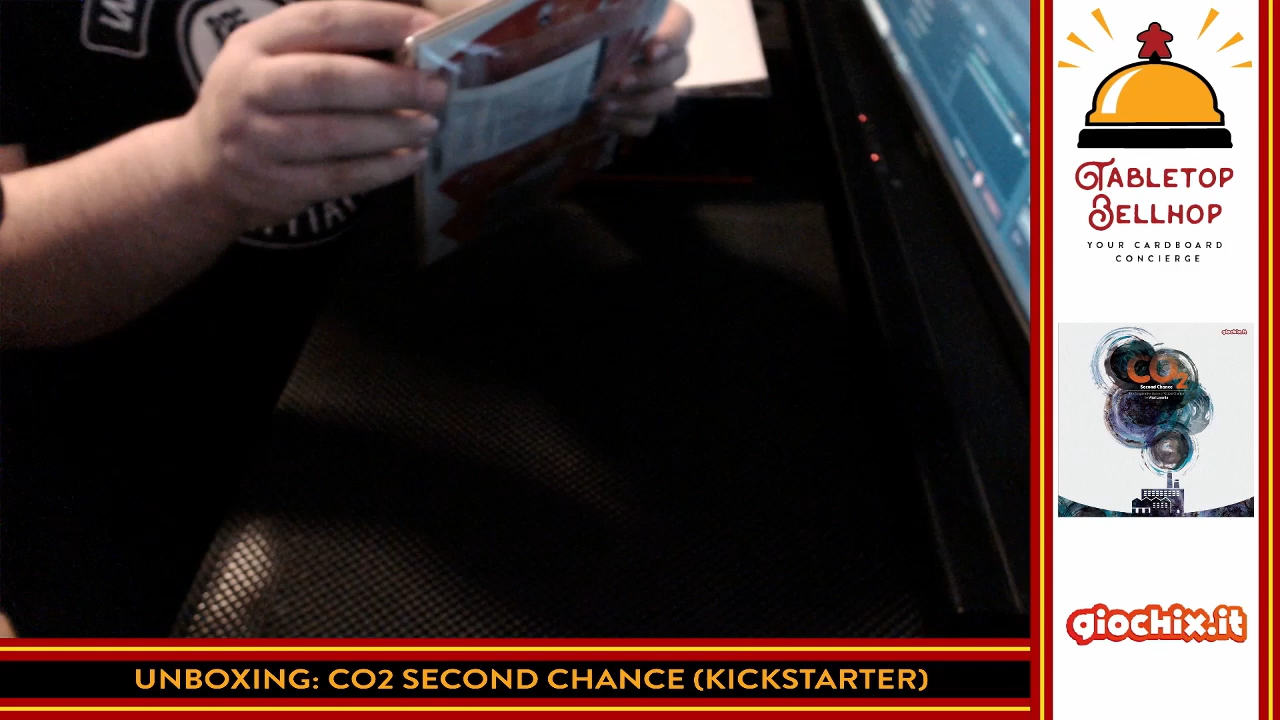 TABLETOP
BELLHOP
YOUR CARDBOARD
CONCIERGE
giochix.it
CO2
Second Chance
giochix.it
UNBOXING: CO2 SECOND CHANCE (KICKSTARTER)